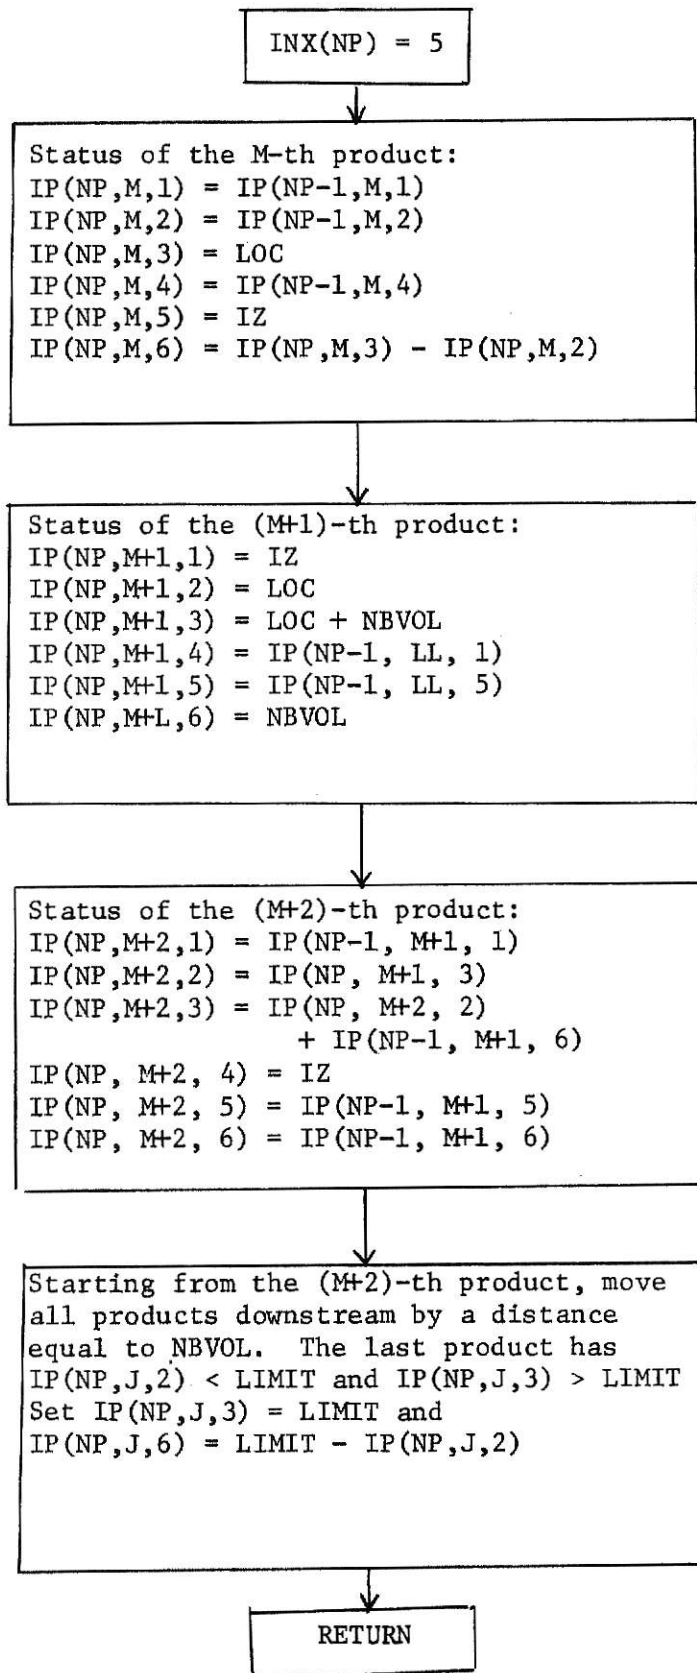 INX(NP) = 5
Status of the M-th product:
IP(NP,M,1) = IP(NP-1,M,1)
IP(NP,M,2) = IP(NP-1,M,2)
IP(NP,M,3) = LOC
IP(NP,M,4) = IP(NP-1,M,4)
IP(NP,M,5) = IZ
IP(NP,M,6) = IP(NP,M,3) - IP(NP,M,2)
Status of the (M+1)-th product:
IP(NP,M+1,1) = IZ
IP(NP,M+1,2) = LOC
IP(NP,M+1,3) = LOC + NBVOL
IP(NP,M+1,4) = IP(NP-1, LL, 1)
IP(NP,M+1,5) = IP(NP-1, LL, 5)
IP(NP,M+L,6) = NBVOL
Status of the (M+2)-th product:
IP(NP,M+2,1) = IP(NP-1, M+1, 1)
IP(NP,M+2,2) = IP(NP, M+1, 3)
IP(NP,M+2,3) = IP(NP, M+2, 2)
+ IP(NP-1, M+1, 6)
IP(NP, M+2, 4) = IZ
IP(NP, M+2, 5) = IP(NP-1, M+1, 5)
IP(NP, M+2, 6) = IP(NP-1, M+1, 6)
Starting from the (M+2)-th product, move
all products downstream by a distance
equal to NBVOL. The last product has
IP(NP,J,2) < LIMIT and IP(NP,J,3) > LIMIT
Set IP(NP,J,3) = LIMIT and
IP(NP,J,6) = LIMIT - IP(NP,J,2)
RETURN